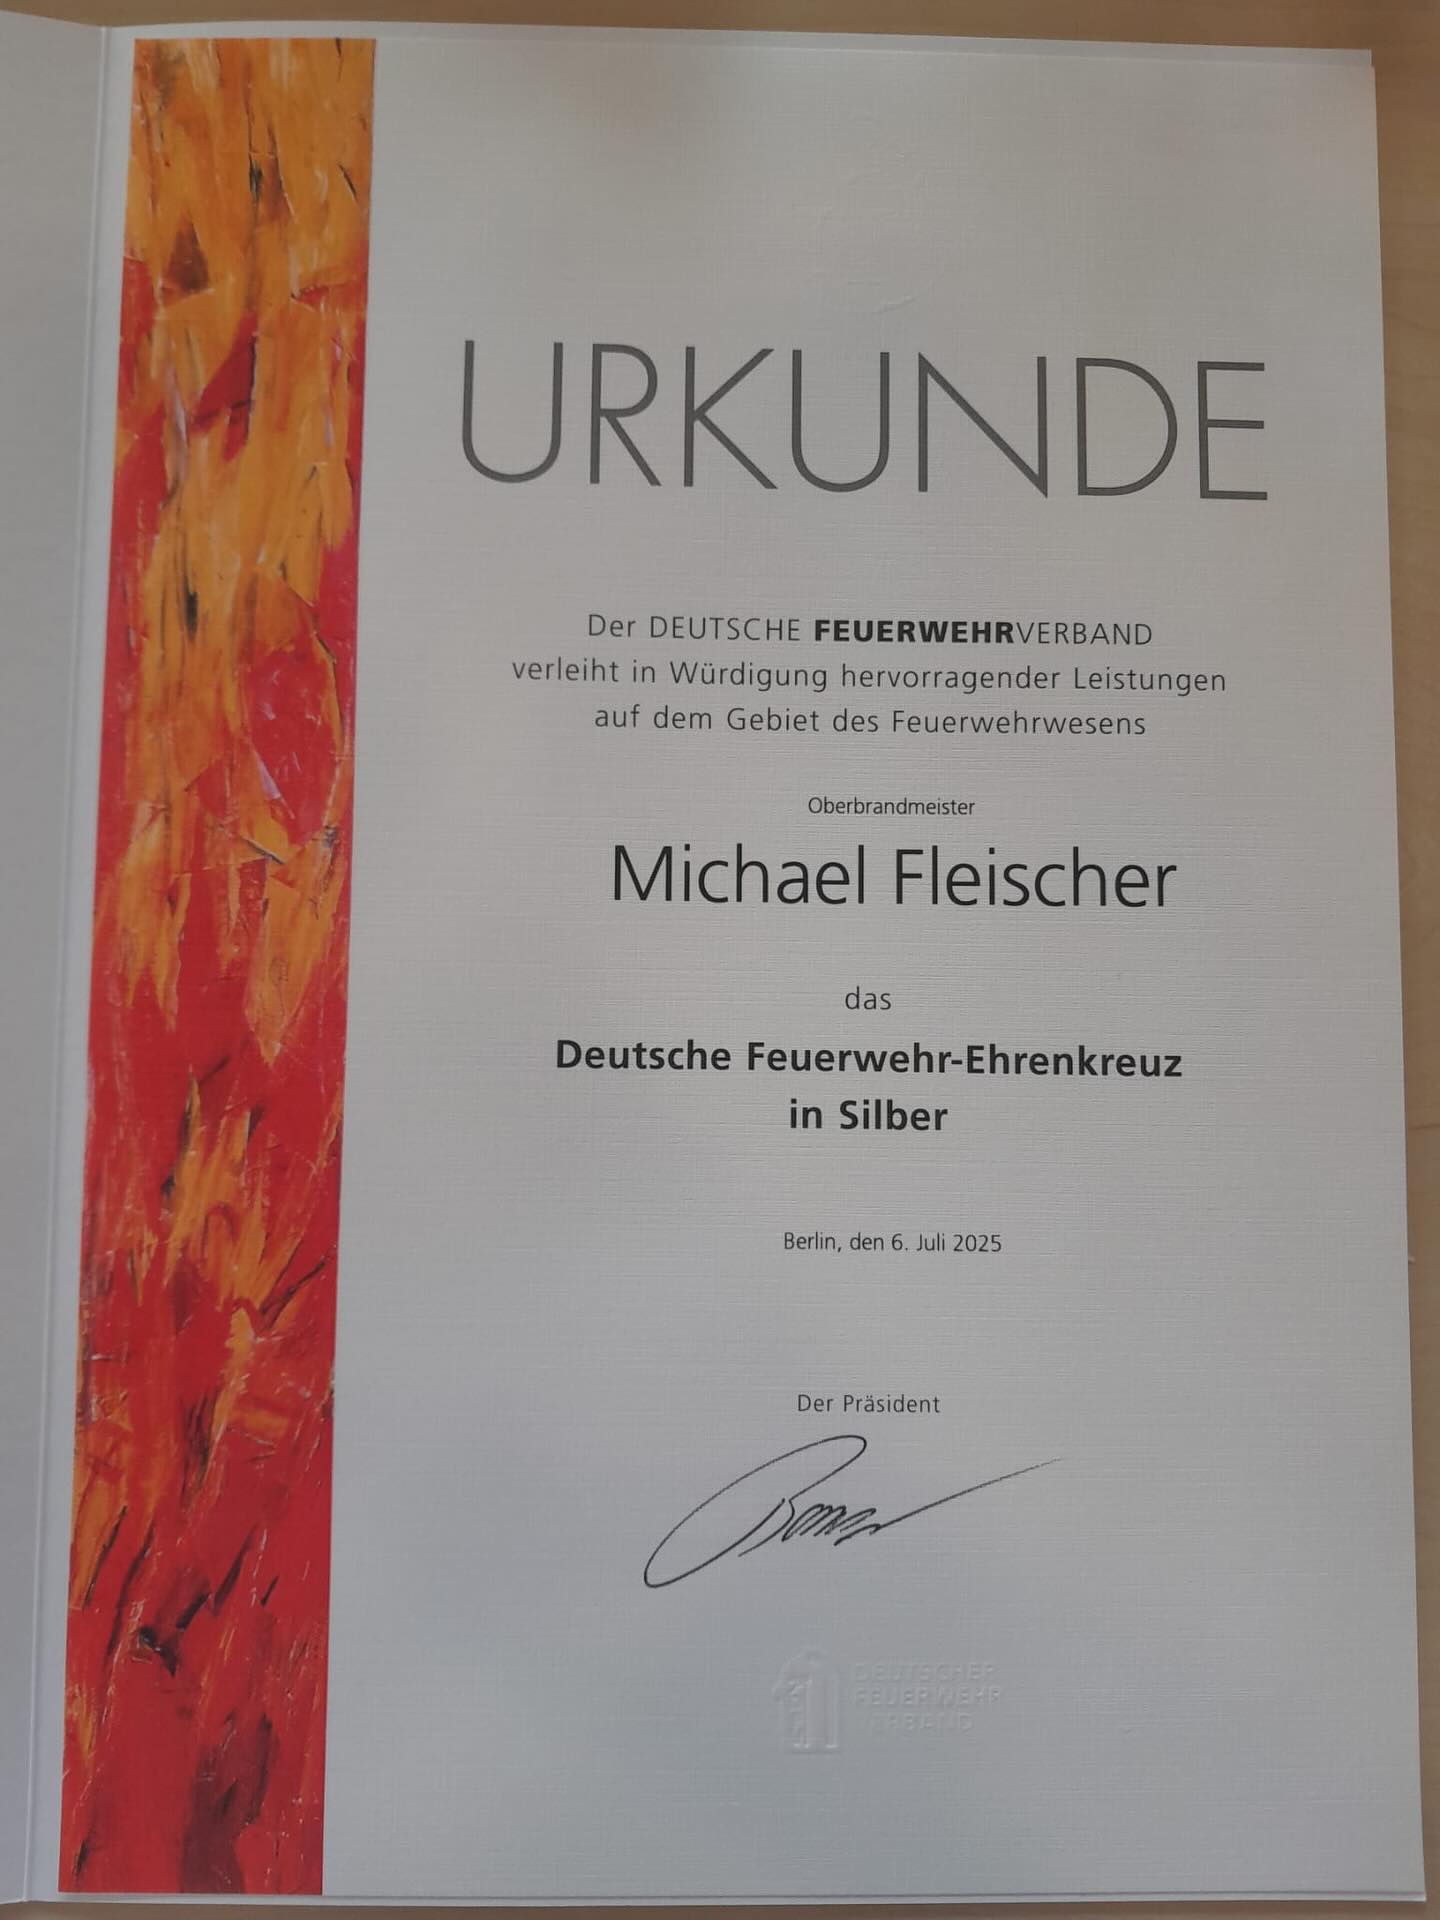 URKUNDE
Der DEUTSCHE FEUERWEHRVERBAND
verleiht in Würdigung hervorragender Leistungen
auf dem Gebiet des Feuerwehrwesens
Oberbrandmeister
Michael Fleischer
das
Deutsche Feuerwehr-Ehrenkreuz
in Silber
Berlin, den 6. Juli 2025
Der Präsident
DEUTSCHER
FEUERWEHR
VERBAND